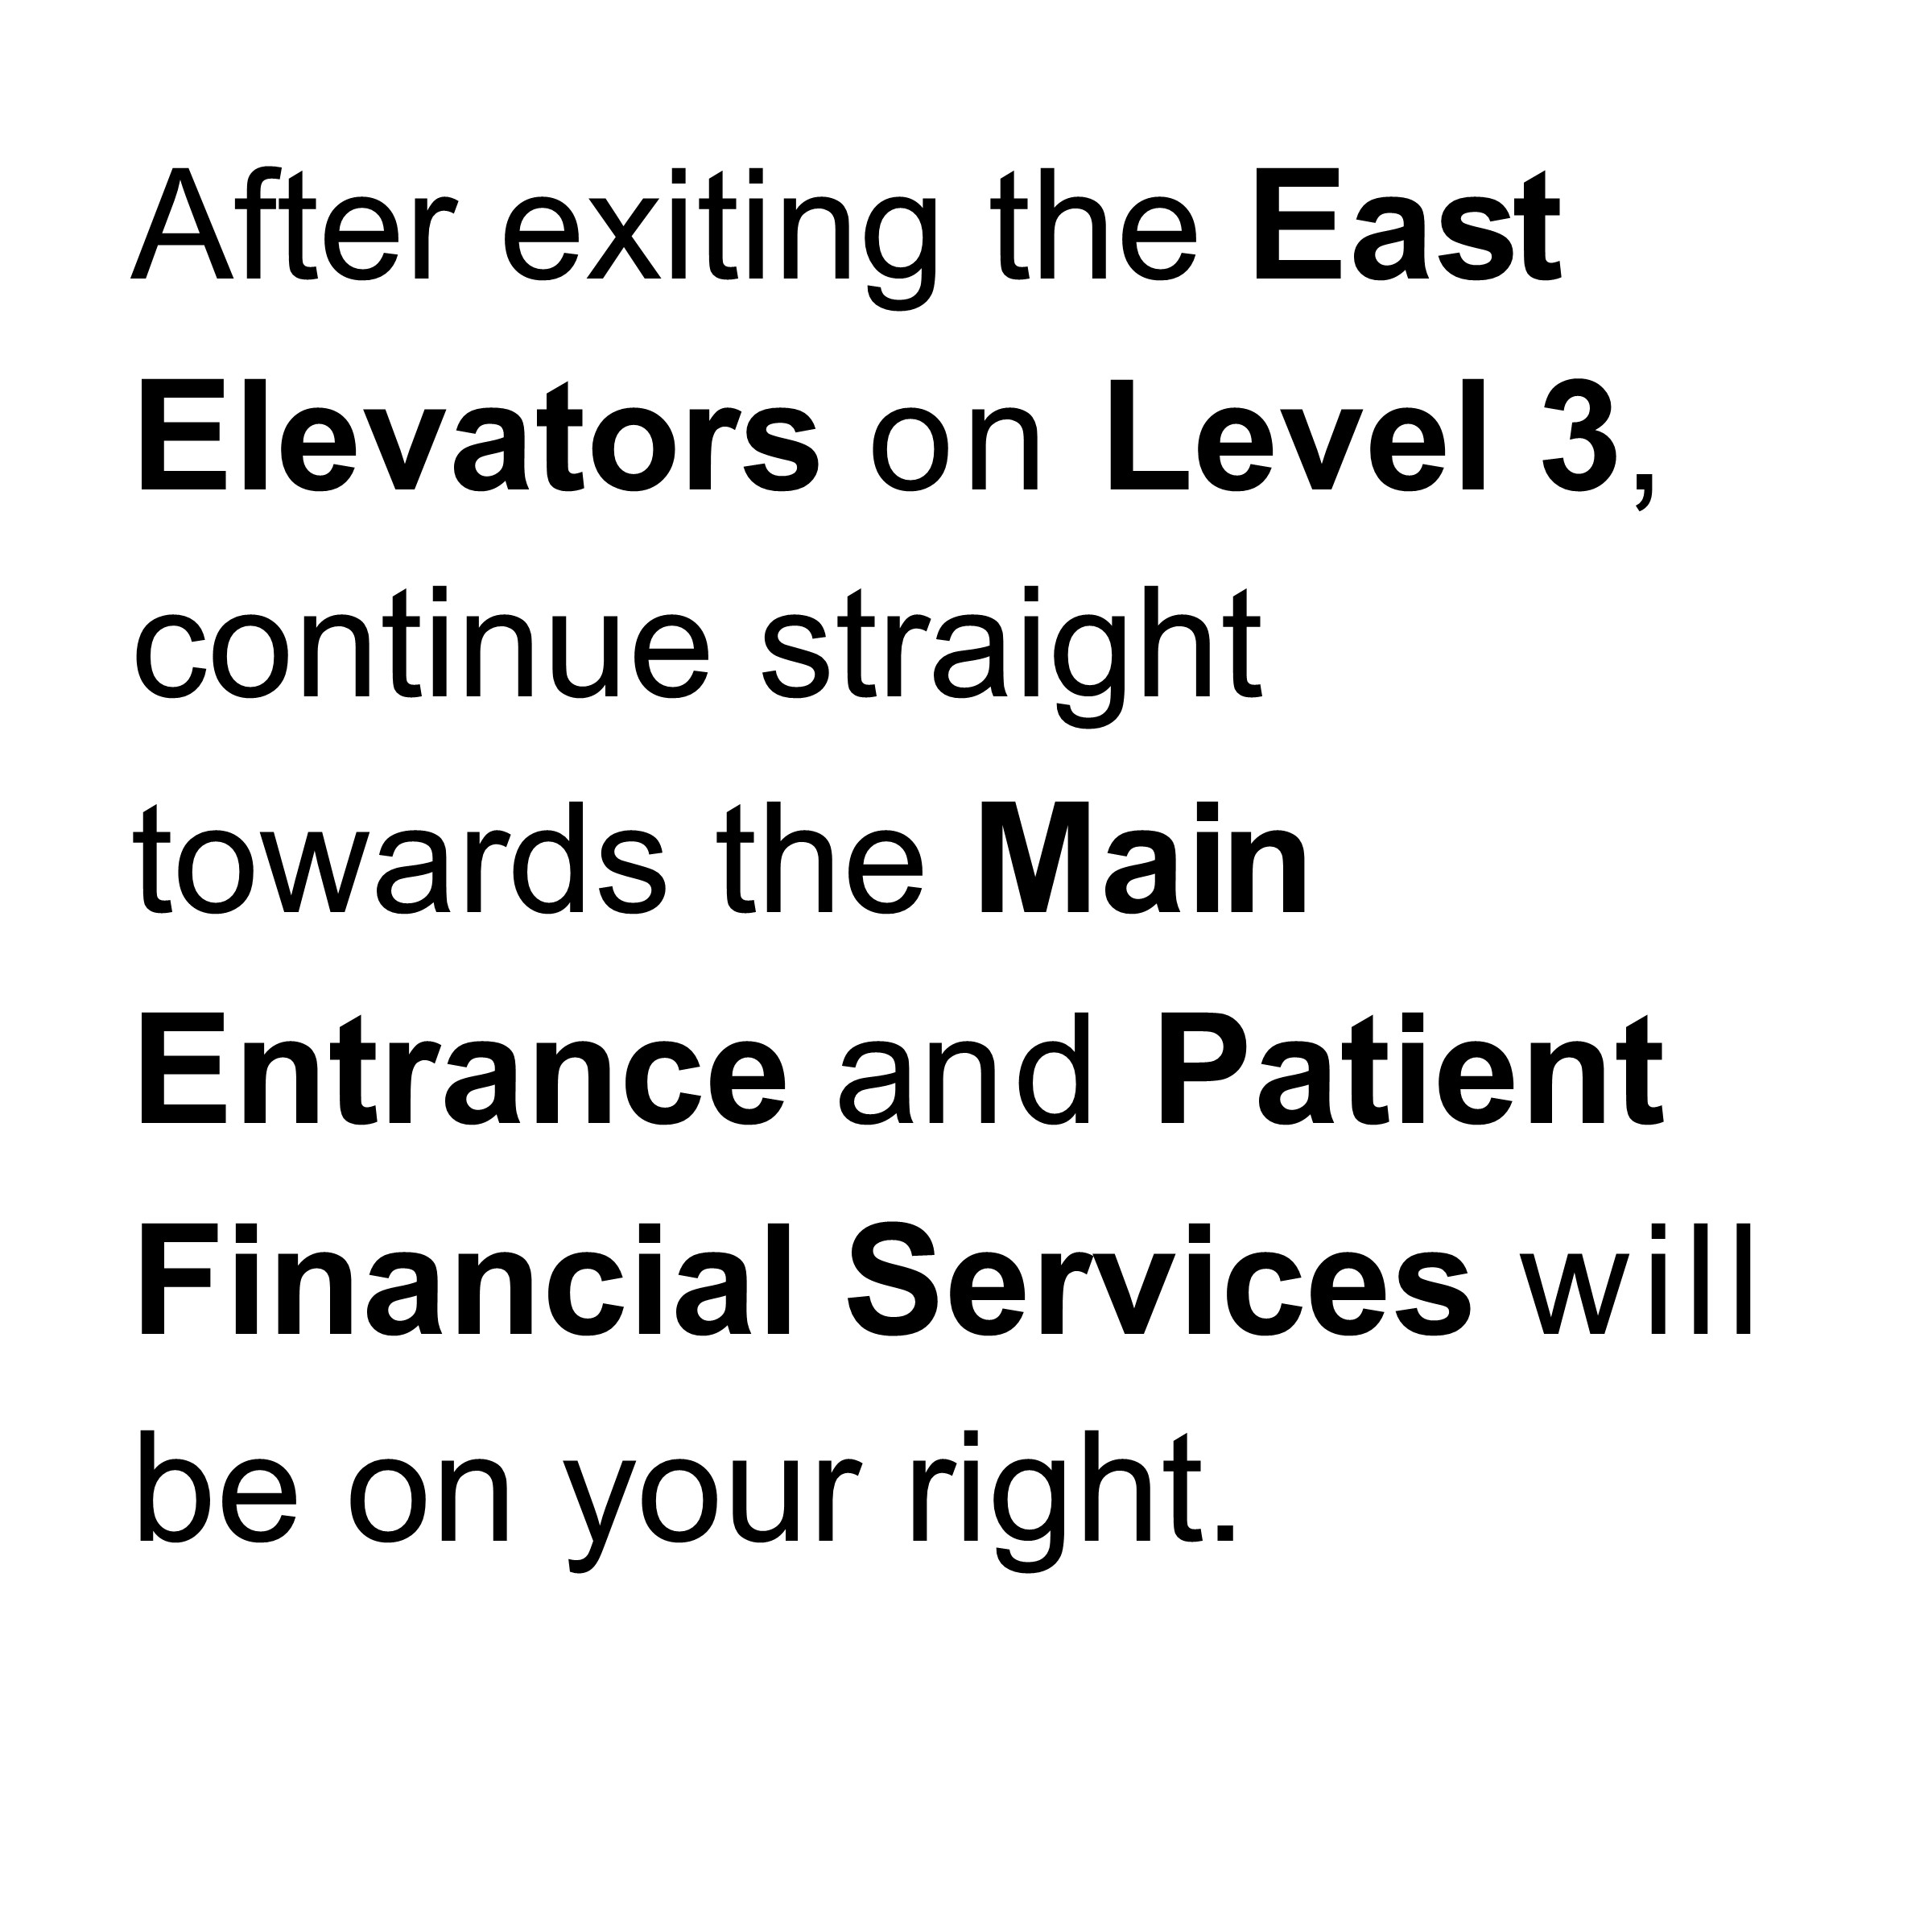 After exiting the East
Elevators on Level 3,
continue straight
towards the Main
Entrance and Patient
Financial Services will
be on your right.